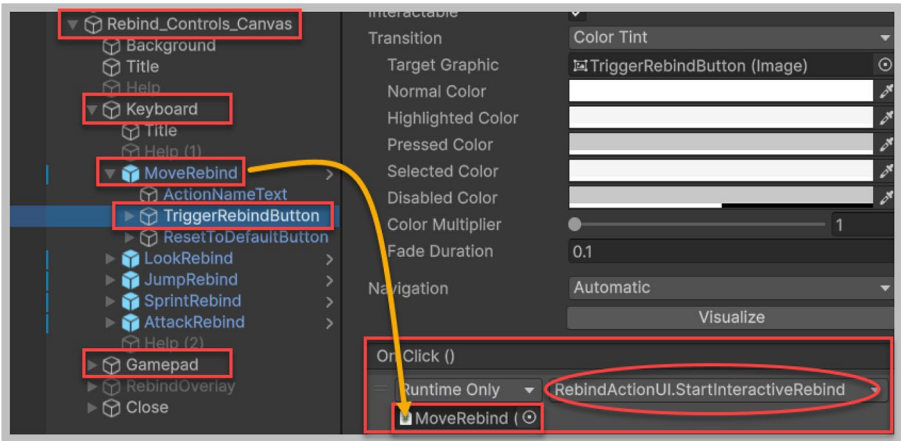 Rebind_Controls_Canvas
Background
Title
Help
Keyboard
Title
Help (1)
MoveRebind
ActionNameText
TriggerRebindButton
ResetToDefaultButton
LookRebind
JumpRebind
SprintRebind
AttackRebind
Help (2)
Gamepad
RebindOverlay
Close
Interactable
Transition
Color Tint
Target Graphic
TriggerRebindButton (Image)
Normal Color
Highlighted Color
Pressed Color
Selected Color
Disabled Color
Color Multiplier
1
Fade Duration
0.1
Navigation
Automatic
Visualize
On Click ()
Runtime Only
RebindActionUI.StartInteractiveRebind
MoveRebind (